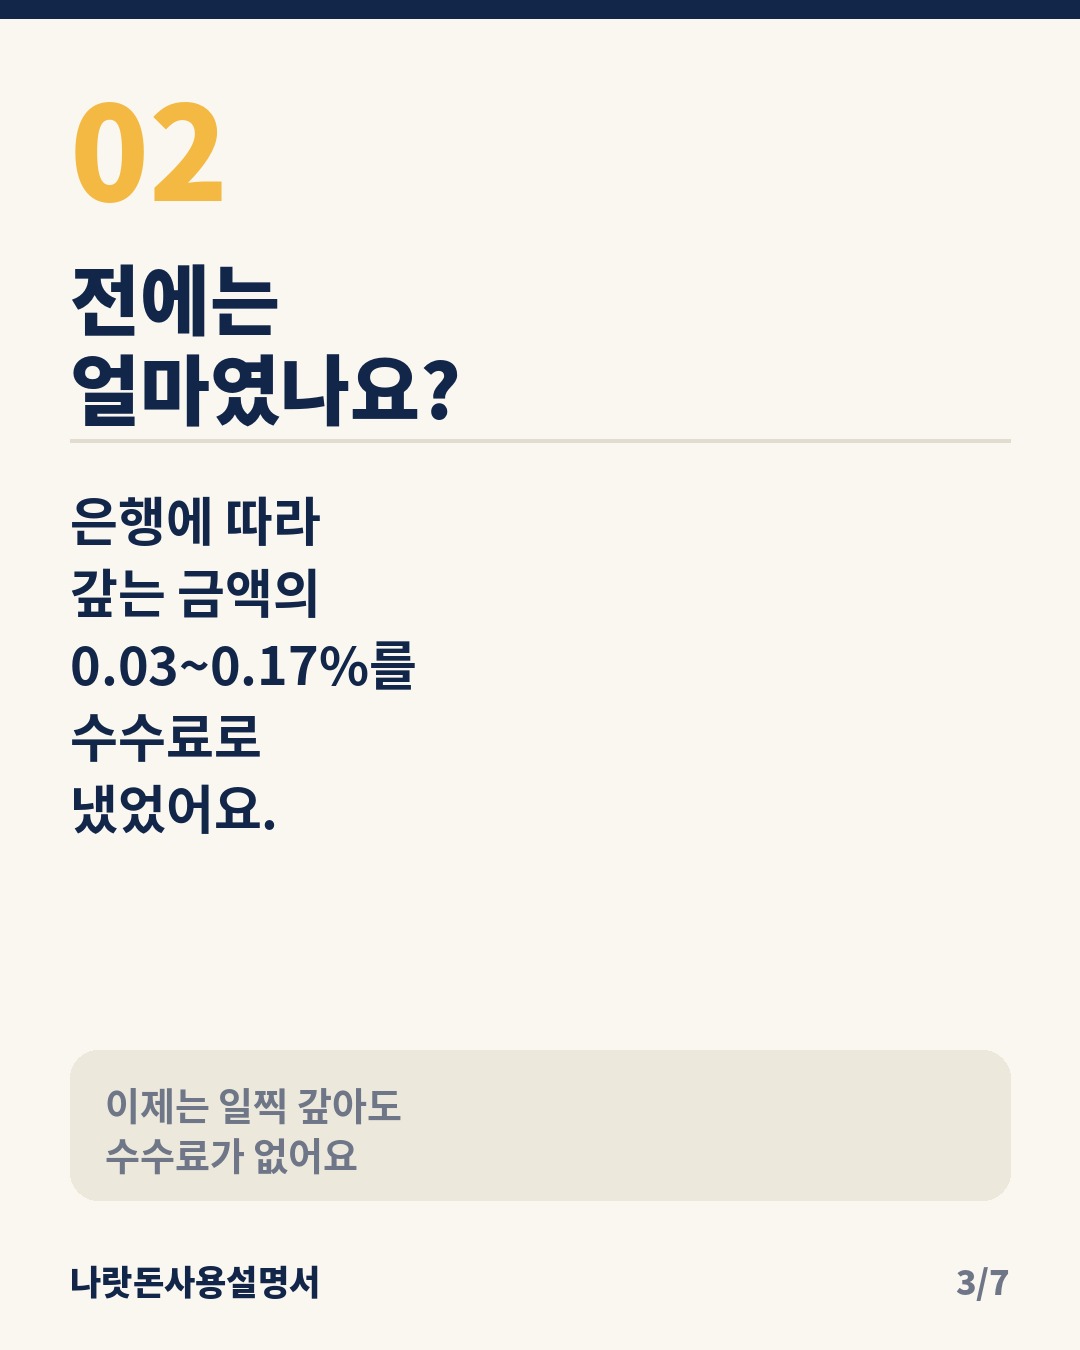 02
전에는
얼마였나요?
은행에 따라
갚는 금액의
0.03~0.17%를
수수료로
냈었어요.
이제는 일찍 갚아도
수수료가 없어요
나랏돈사용설명서
3/7